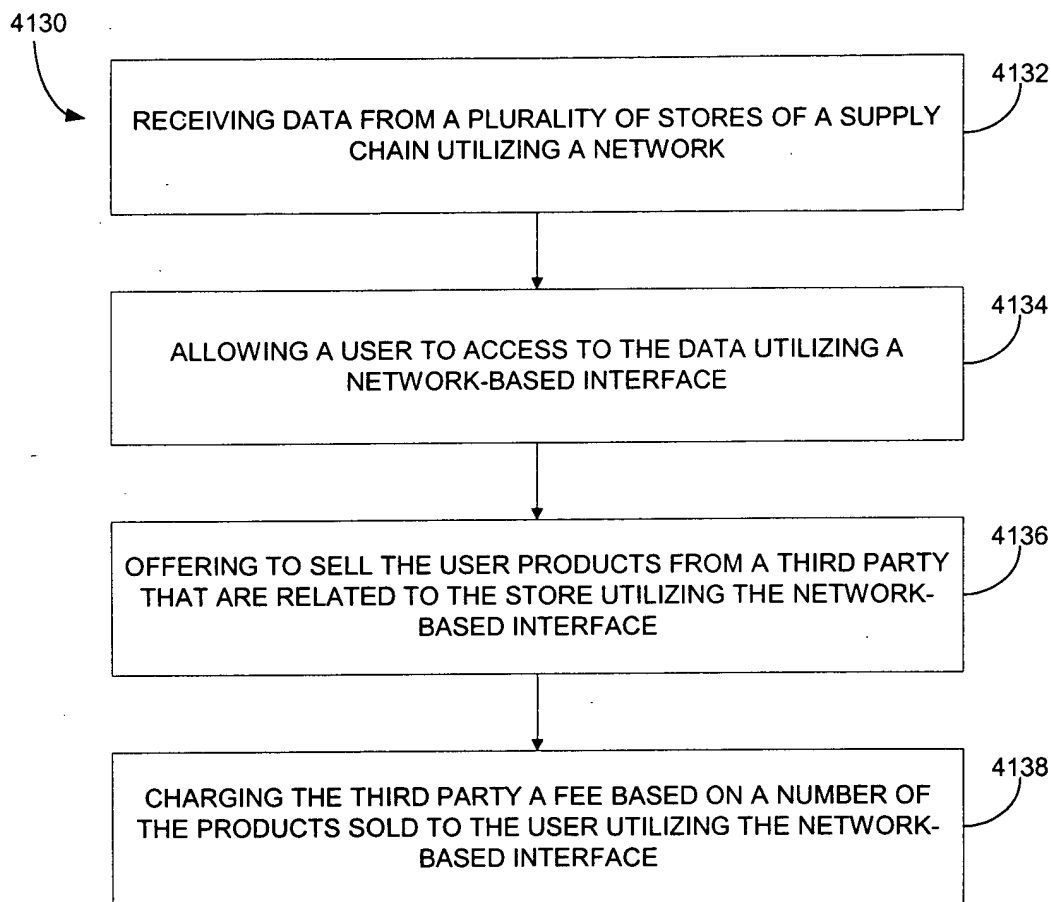 4130
4132
RECEIVING DATA FROM A PLURALITY OF STORES OF A SUPPLY
CHAIN UTILIZING A NETWORK
4134
ALLOWING A USER TO ACCESS TO THE DATA UTILIZING A
NETWORK-BASED INTERFACE
4136
OFFERING TO SELL THE USER PRODUCTS FROM A THIRD PARTY
THAT ARE RELATED TO THE STORE UTILIZING THE NETWORK-
BASED INTERFACE
4138
CHARGING THE THIRD PARTY A FEE BASED ON A NUMBER OF
THE PRODUCTS SOLD TO THE USER UTILIZING THE NETWORK-
BASED INTERFACE